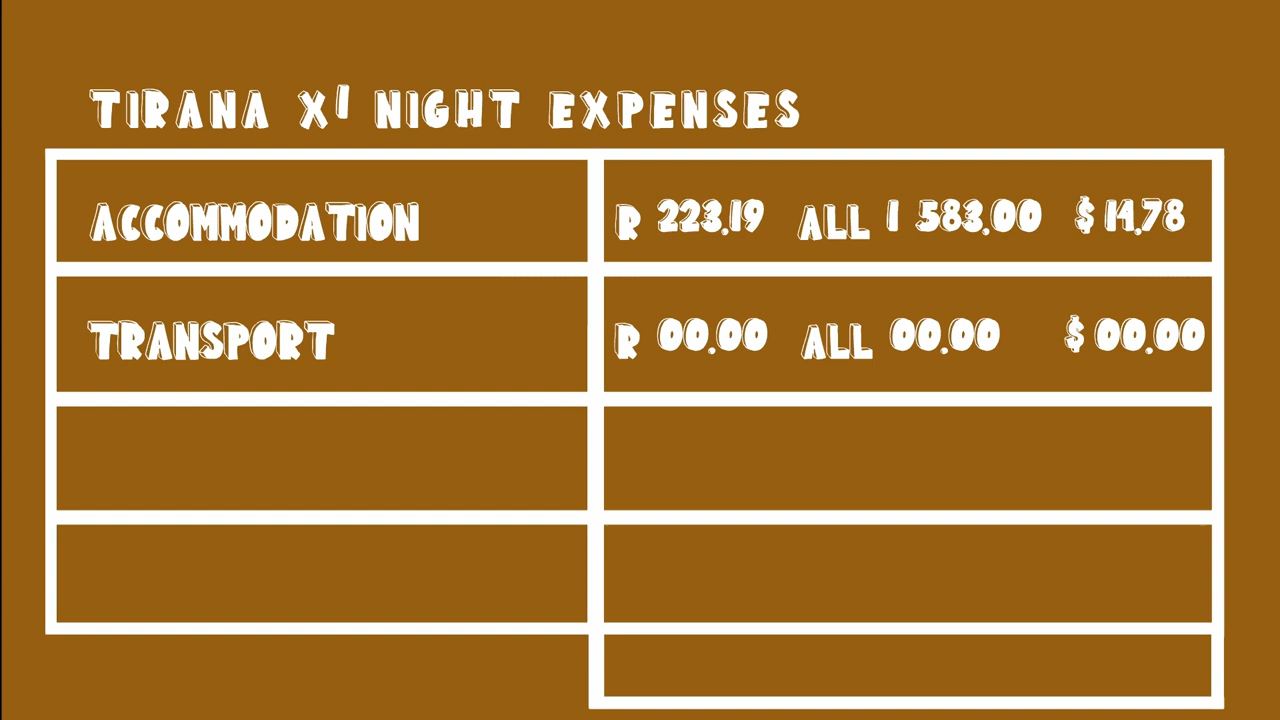 TIRANA X1 NIGHT EXPENSES
ACCOMMODATION R 223.19 ALL 1 583.00 $ 14.78
TRANSPORT R 00.00 ALL 00.00 $ 00.00